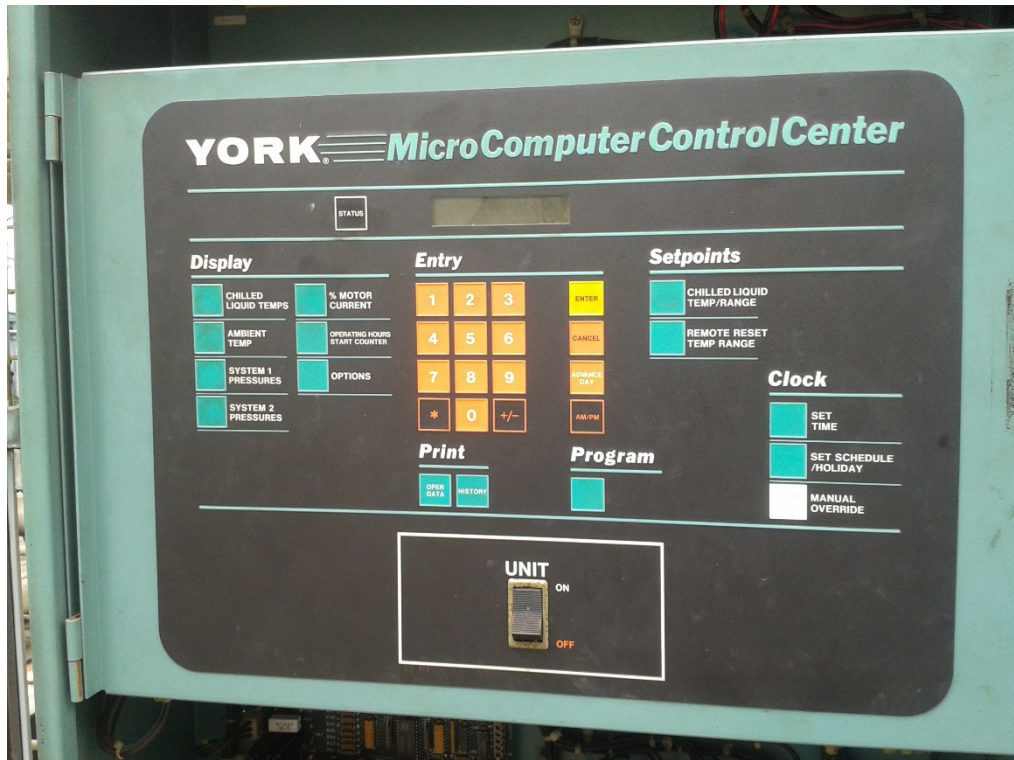 YORK® MicroComputer Control Center
STATUS
Display
CHILLED
LIQUID TEMPS
% MOTOR
CURRENT
AMBIENT
TEMP
OPERATING HOURS
START COUNTER
SYSTEM 1
PRESSURES
OPTIONS
SYSTEM 2
PRESSURES
Entry
1 2 3 ENTER
4 5 6 CANCEL
7 8 9 ADVANCE
DAY
* 0 +/− AM/PM
Setpoints
CHILLED LIQUID
TEMP/RANGE
REMOTE RESET
TEMP RANGE
Clock
SET
TIME
SET SCHEDULE
/HOLIDAY
MANUAL
OVERRIDE
Print
OPER
DATA
HISTORY
Program
UNIT
ON
OFF